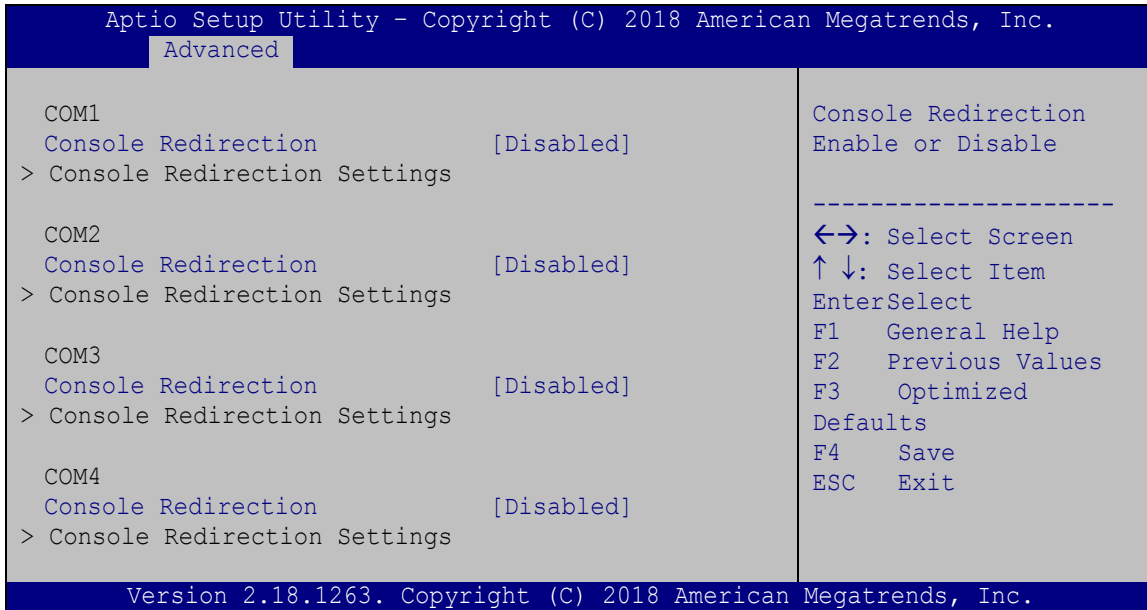 Aptio Setup Utility – Copyright (C) 2018 American Megatrends, Inc.
Advanced
COM1
Console Redirection [Disabled]
> Console Redirection Settings
COM2
Console Redirection [Disabled]
> Console Redirection Settings
COM3
Console Redirection [Disabled]
> Console Redirection Settings
COM4
Console Redirection [Disabled]
> Console Redirection Settings
Console Redirection
Enable or Disable
---------------------
←→: Select Screen
↑ ↓: Select Item
EnterSelect
F1 General Help
F2 Previous Values
F3 Optimized
Defaults
F4 Save
ESC Exit
Version 2.18.1263. Copyright (C) 2018 American Megatrends, Inc.